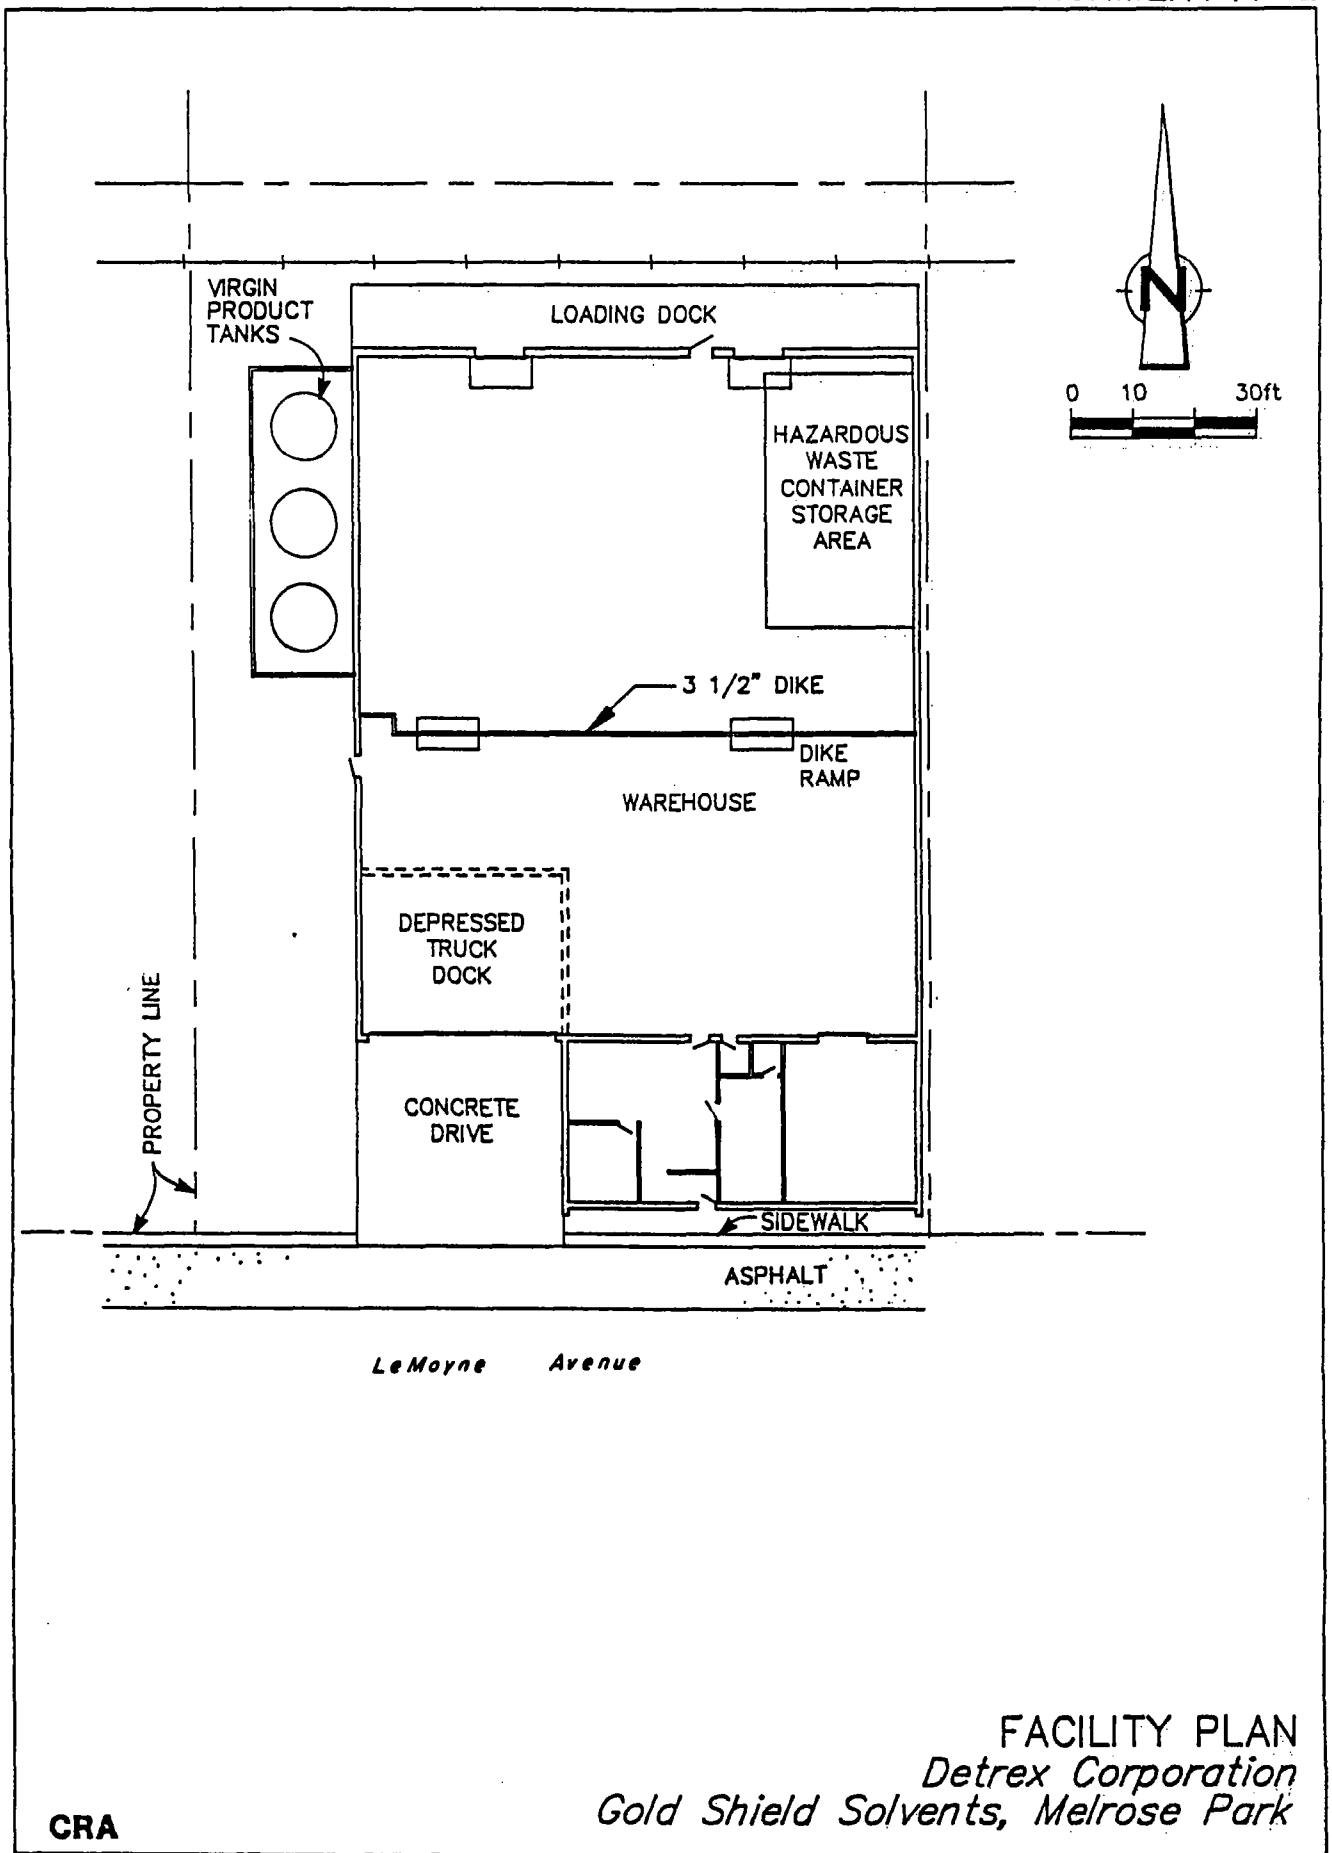 VIRGIN
PRODUCT
TANKS
LOADING DOCK
N
0 10 30ft
HAZARDOUS
WASTE
CONTAINER
STORAGE
AREA
3 1/2" DIKE
DIKE
RAMP
WAREHOUSE
DEPRESSED
TRUCK
DOCK
PROPERTY LINE
CONCRETE
DRIVE
SIDEWALK
ASPHALT
LeMoyne Avenue
FACILITY PLAN
Detrex Corporation
Gold Shield Solvents, Melrose Park
CRA